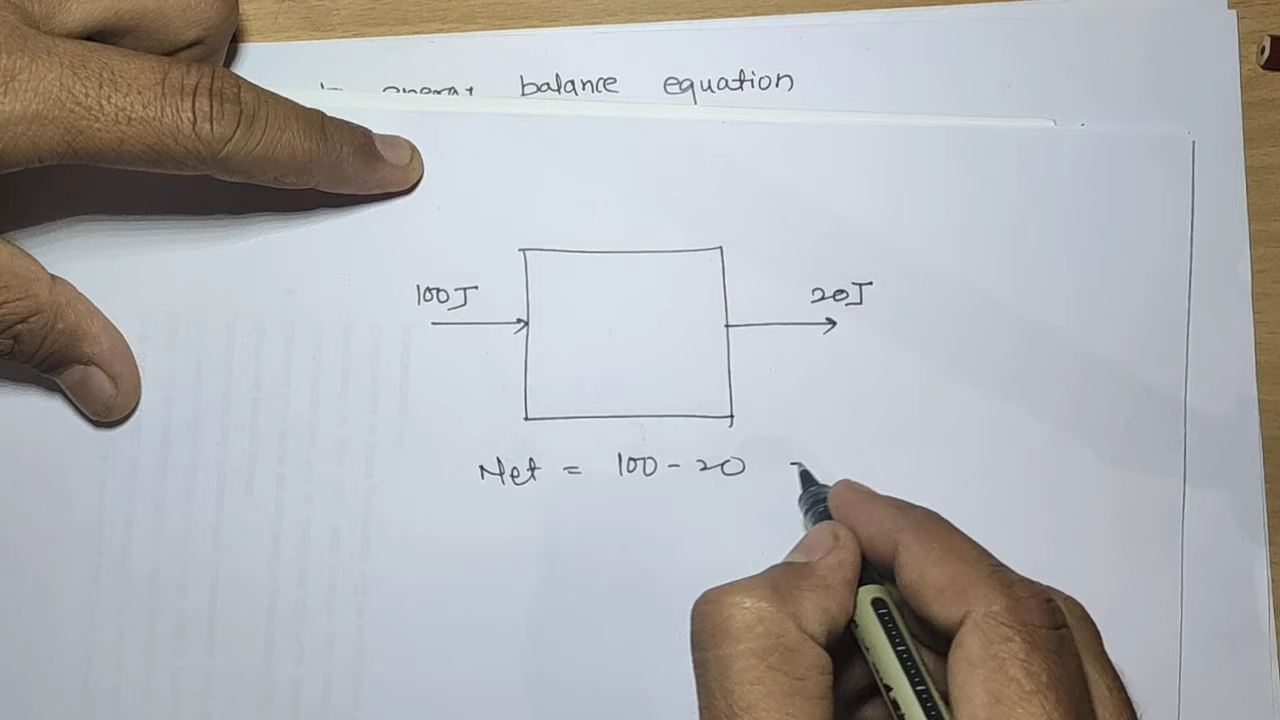 balance equation
100J 20J
Net = 100 - 20